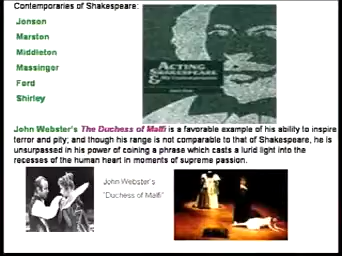 Contemporaries of Shakespeare:
Jonson
Marston
Middleton
Massinger
Ford
Shirley
ACTING
SHAKESPEARE
&
John Webster's The Duchess of Malfi is a favorable example of his ability to inspire
terror and pity, and though his range is not comparable to that of Shakespeare, he is
unsurpassed in his power of coining a phrase which casts a lurid light into the
recesses of the human heart in moments of supreme passion.
John Webster's
"Duchess of Malfi"